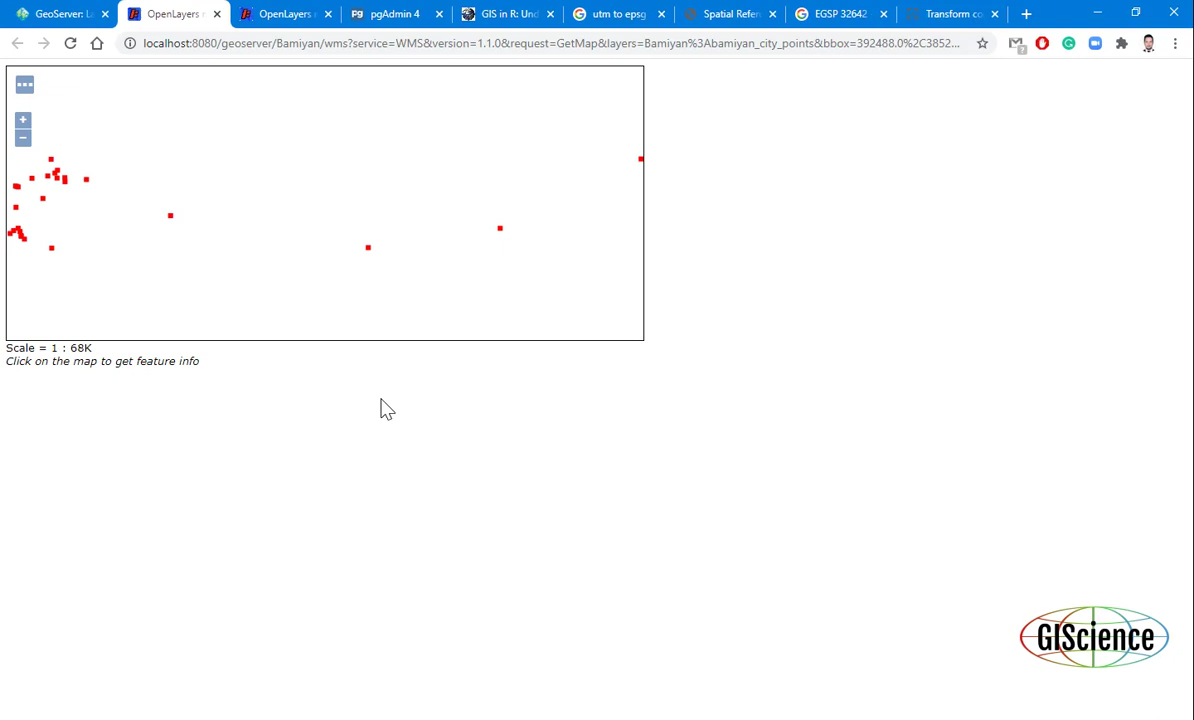 GeoServer: La
OpenLayers m
OpenLayers m
pgAdmin 4
GIS in R: Und
utm to epsg
Spatial Refer
EGSP 32642
Transform co
localhost:8080/geoserver/Bamiyan/wms?service=WMS&version=1.1.0&request=GetMap&layers=Bamiyan%3Abamiyan_city_points&bbox=392488.0%2C3852...
+
−
Scale = 1 : 68K
Click on the map to get feature info
GIScience